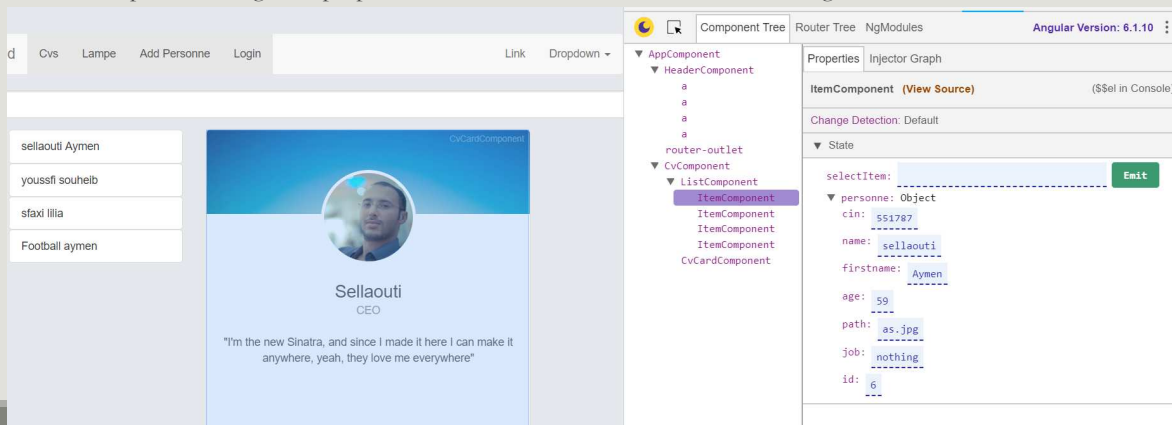 d Cvs Lampe Add Personne Login Link Dropdown
sellaouti Aymen
youssfi souheib
sfaxi lilia
Football aymen
CvCardComponent
Sellaouti
CEO
"I'm the new Sinatra, and since I made it here I can make it
anywhere, yeah, they love me everywhere"
Component Tree Router Tree NgModules Angular Version: 6.1.10
AppComponent
HeaderComponent
a
a
a
a
router-outlet
CvComponent
ListComponent
ItemComponent
ItemComponent
ItemComponent
ItemComponent
CvCardComponent
Properties Injector Graph
ItemComponent (View Source) ($$el in Console)
Change Detection: Default
State
selectItem: Emit
personne: Object
cin: 551787
name: sellaouti
firstname: Aymen
age: 59
path: as.jpg
job: nothing
id: 6